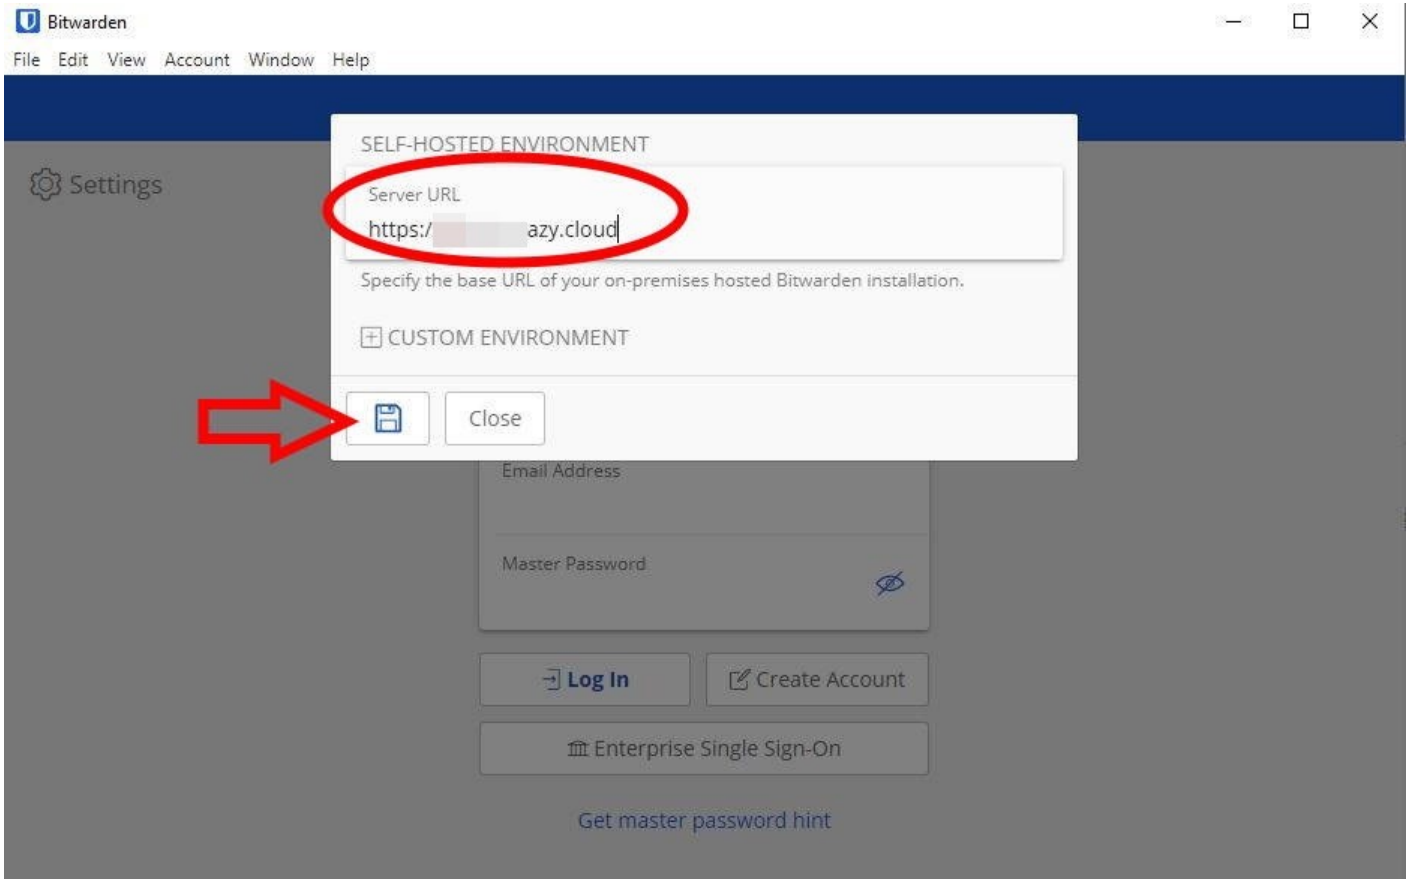 Bitwarden
File Edit View Account Window Help
SELF-HOSTED ENVIRONMENT
Settings
Server URL
https:/ azy.cloud
Specify the base URL of your on-premises hosted Bitwarden installation.
CUSTOM ENVIRONMENT
Close
Email Address
Master Password
Log In
Create Account
Enterprise Single Sign-On
Get master password hint